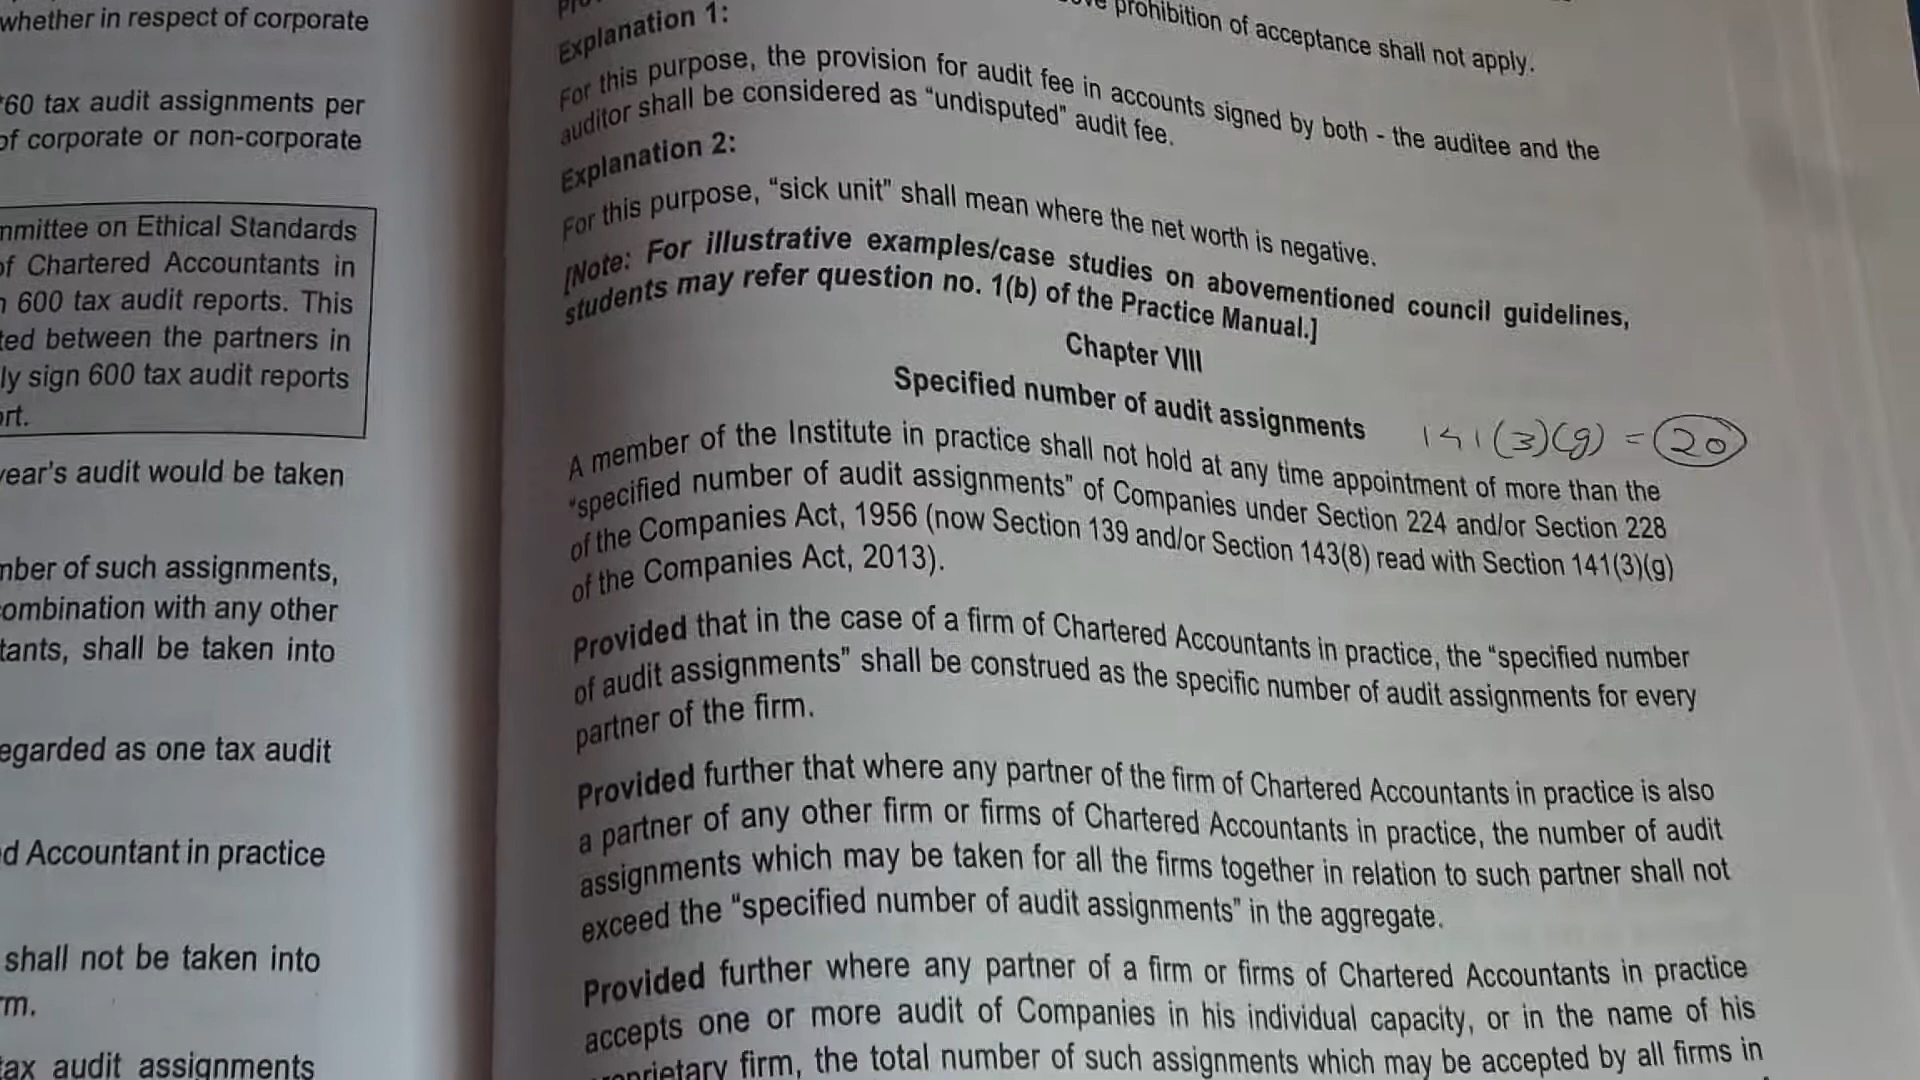 whether in respect of corporate
60 tax audit assignments per
of corporate or non-corporate
on Ethical Standards
of Chartered Accountants in
600 tax audit reports. This
between the partners in
sign 600 tax audit reports
year's audit would be taken
of such assignments,
combination with any other
shall be taken into
regarded as one tax audit
Accountant in practice
shall not be taken into
tax audit assignments
prohibition of acceptance shall not apply.
Explanation 1:
For this purpose, the provision for audit fee in accounts signed by both - the auditee and the
auditor shall be considered as “undisputed” audit fee.
Explanation 2:
For this purpose, “sick unit” shall mean where the net worth is negative.
[Note: For illustrative examples/case studies on abovementioned council guidelines,
students may refer question no. 1(b) of the Practice Manual.]
Chapter VIII
Specified number of audit assignments 141(3)(g) = 20
A member of the Institute in practice shall not hold at any time appointment of more than the
“specified number of audit assignments” of Companies under Section 224 and/or Section 228
of the Companies Act, 1956 (now Section 139 and/or Section 143(8) read with Section 141(3)(g)
of the Companies Act, 2013).
Provided that in the case of a firm of Chartered Accountants in practice, the “specified number
of audit assignments” shall be construed as the specific number of audit assignments for every
partner of the firm.
Provided further that where any partner of the firm of Chartered Accountants in practice is also
a partner of any other firm or firms of Chartered Accountants in practice, the number of audit
assignments which may be taken for all the firms together in relation to such partner shall not
exceed the “specified number of audit assignments” in the aggregate.
Provided further where any partner of a firm or firms of Chartered Accountants in practice
accepts one or more audit of Companies in his individual capacity, or in the name of his
firm, the total number of such assignments which may be accepted by all firms in